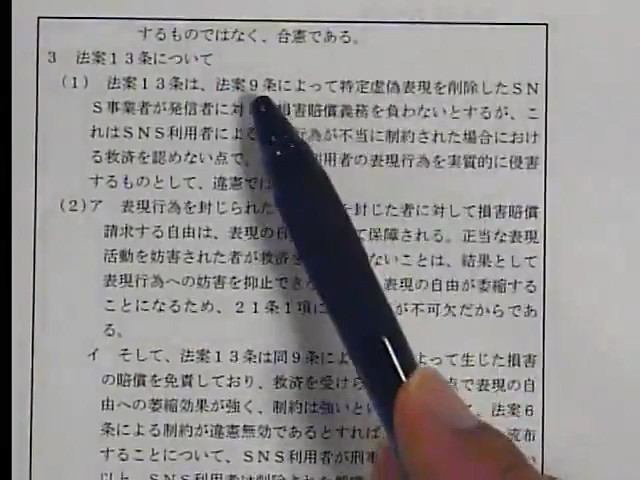 するものではなく、合憲である。
3 法案13条について
(1) 法案13条は、法案9条によって特定虚偽表現を削除したSN
S事業者が発信者に対 損害賠償義務を負わないとするが、こ
れはSNS利用者による 行為が不当に制約された場合におけ
る救済を認めない点で、 利用者の表現行為を実質的に侵害
するものとして、違憲では
(2)ア 表現行為を封じられた を封じた者に対して損害賠償
請求する自由は、表現の自 て保障される。正当な表現
活動を妨害された者が救済 ないことは、結果として
表現行為への妨害を抑止でき 表現の自由が委縮する
ことになるため、21条1項に が不可欠だからであ
る。
イ そして、法案13条は同9条によ よって生じた損害
の賠償を免責しており、救済を受けら 点で表現の自
由への萎縮効果が強く、制約は強いとい 。法案6
条による制約が違憲無効であるとすれば 流布
することについて、SNS利用者が刑事